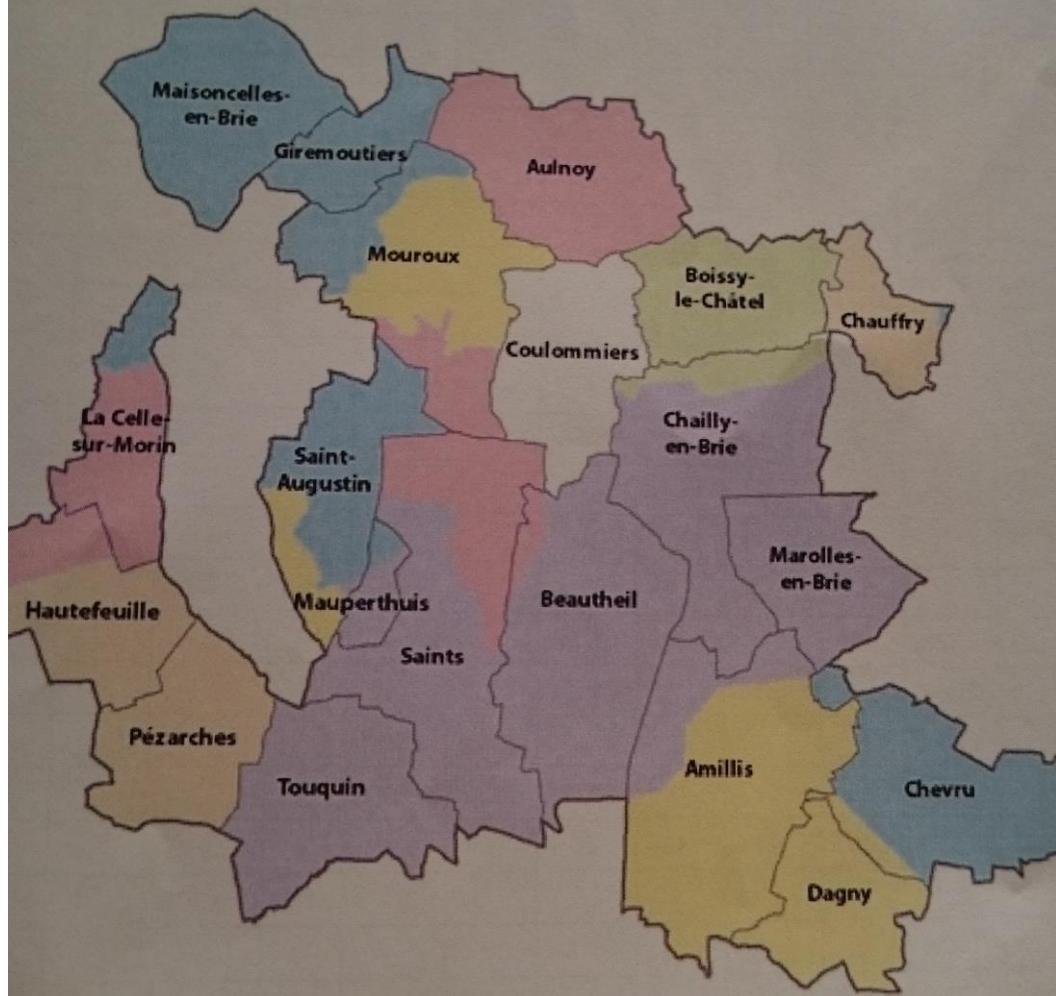 Maisoncelles-
en-Brie
Giremoutiers
Aulnoy
Mouroux
Boissy-
le-Châtel
Chauffry
Coulommiers
La Celle-
sur-Morin
Saint-
Augustin
Chailly-
en-Brie
Marolles-
en-Brie
Hautefeuille
Mauperthuis
Beautheil
Saints
Pézarches
Touquin
Amillis
Chevru
Dagny